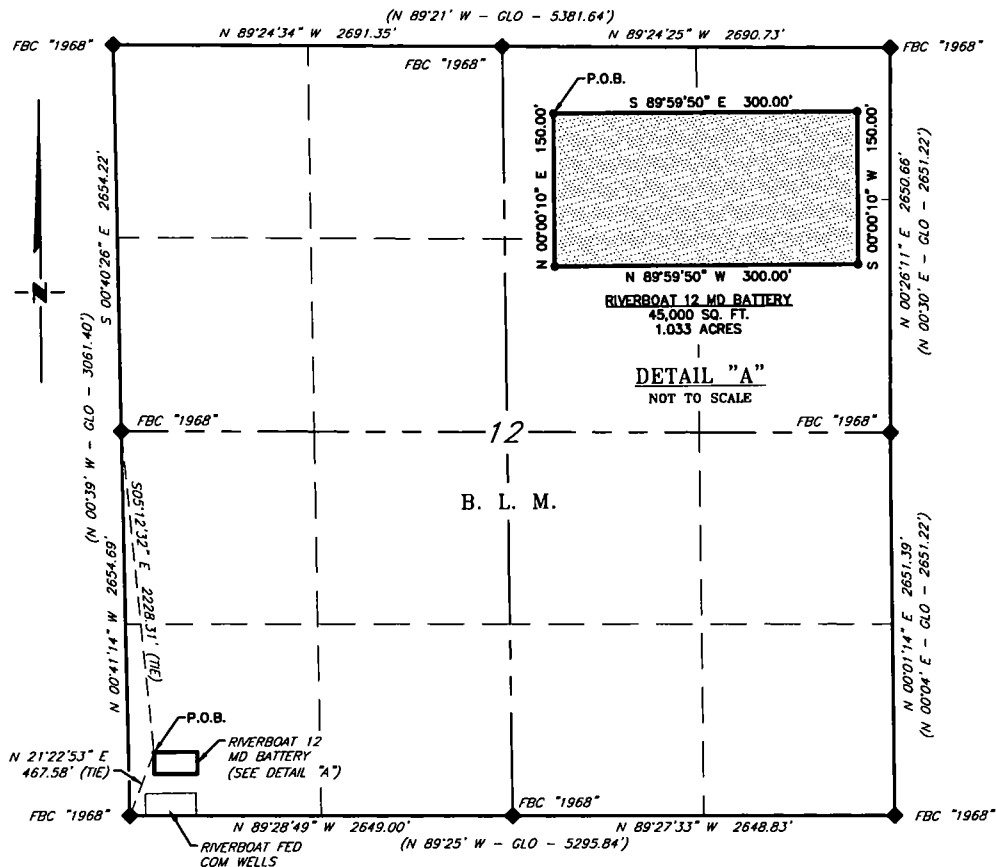 (N 89°21' W - GLO - 5381.64')
N 89°24'34" W 2691.35'
N 89°24'25" W 2690.73'
FBC "1968"
FBC "1968"
FBC "1968"
P.O.B.
S 89°59'50" E 300.00'
N 00°00'10" E 150.00'
S 00°00'10" W 150.00'
N 89°59'50" W 300.00'
RIVERBOAT 12 MD BATTERY
45,000 SQ. FT.
1.033 ACRES
DETAIL "A"
NOT TO SCALE
S 00°40'26" E 2654.22'
N 00°26'11" E 2650.66'
(N 00°30' E - GLO - 2651.22')
N
(N 00°39' W - GLO - 3061.40')
FBC "1968"
12
FBC "1968"
B. L. M.
S05°12'32" E 2228.31' (TIE)
N 00°41'14" W 2654.69'
N 00°01'14" E 2651.39'
(N 00°04' E - GLO - 2651.22')
P.O.B.
N 21°22'53" E
467.58' (TIE)
RIVERBOAT 12
MD BATTERY
(SEE DETAIL "A")
FBC "1968"
FBC "1968"
FBC "1968"
N 89°28'49" W 2649.00'
N 89°27'33" W 2648.83'
(N 89°25' W - GLO - 5295.84')
RIVERBOAT FED
COM WELLS